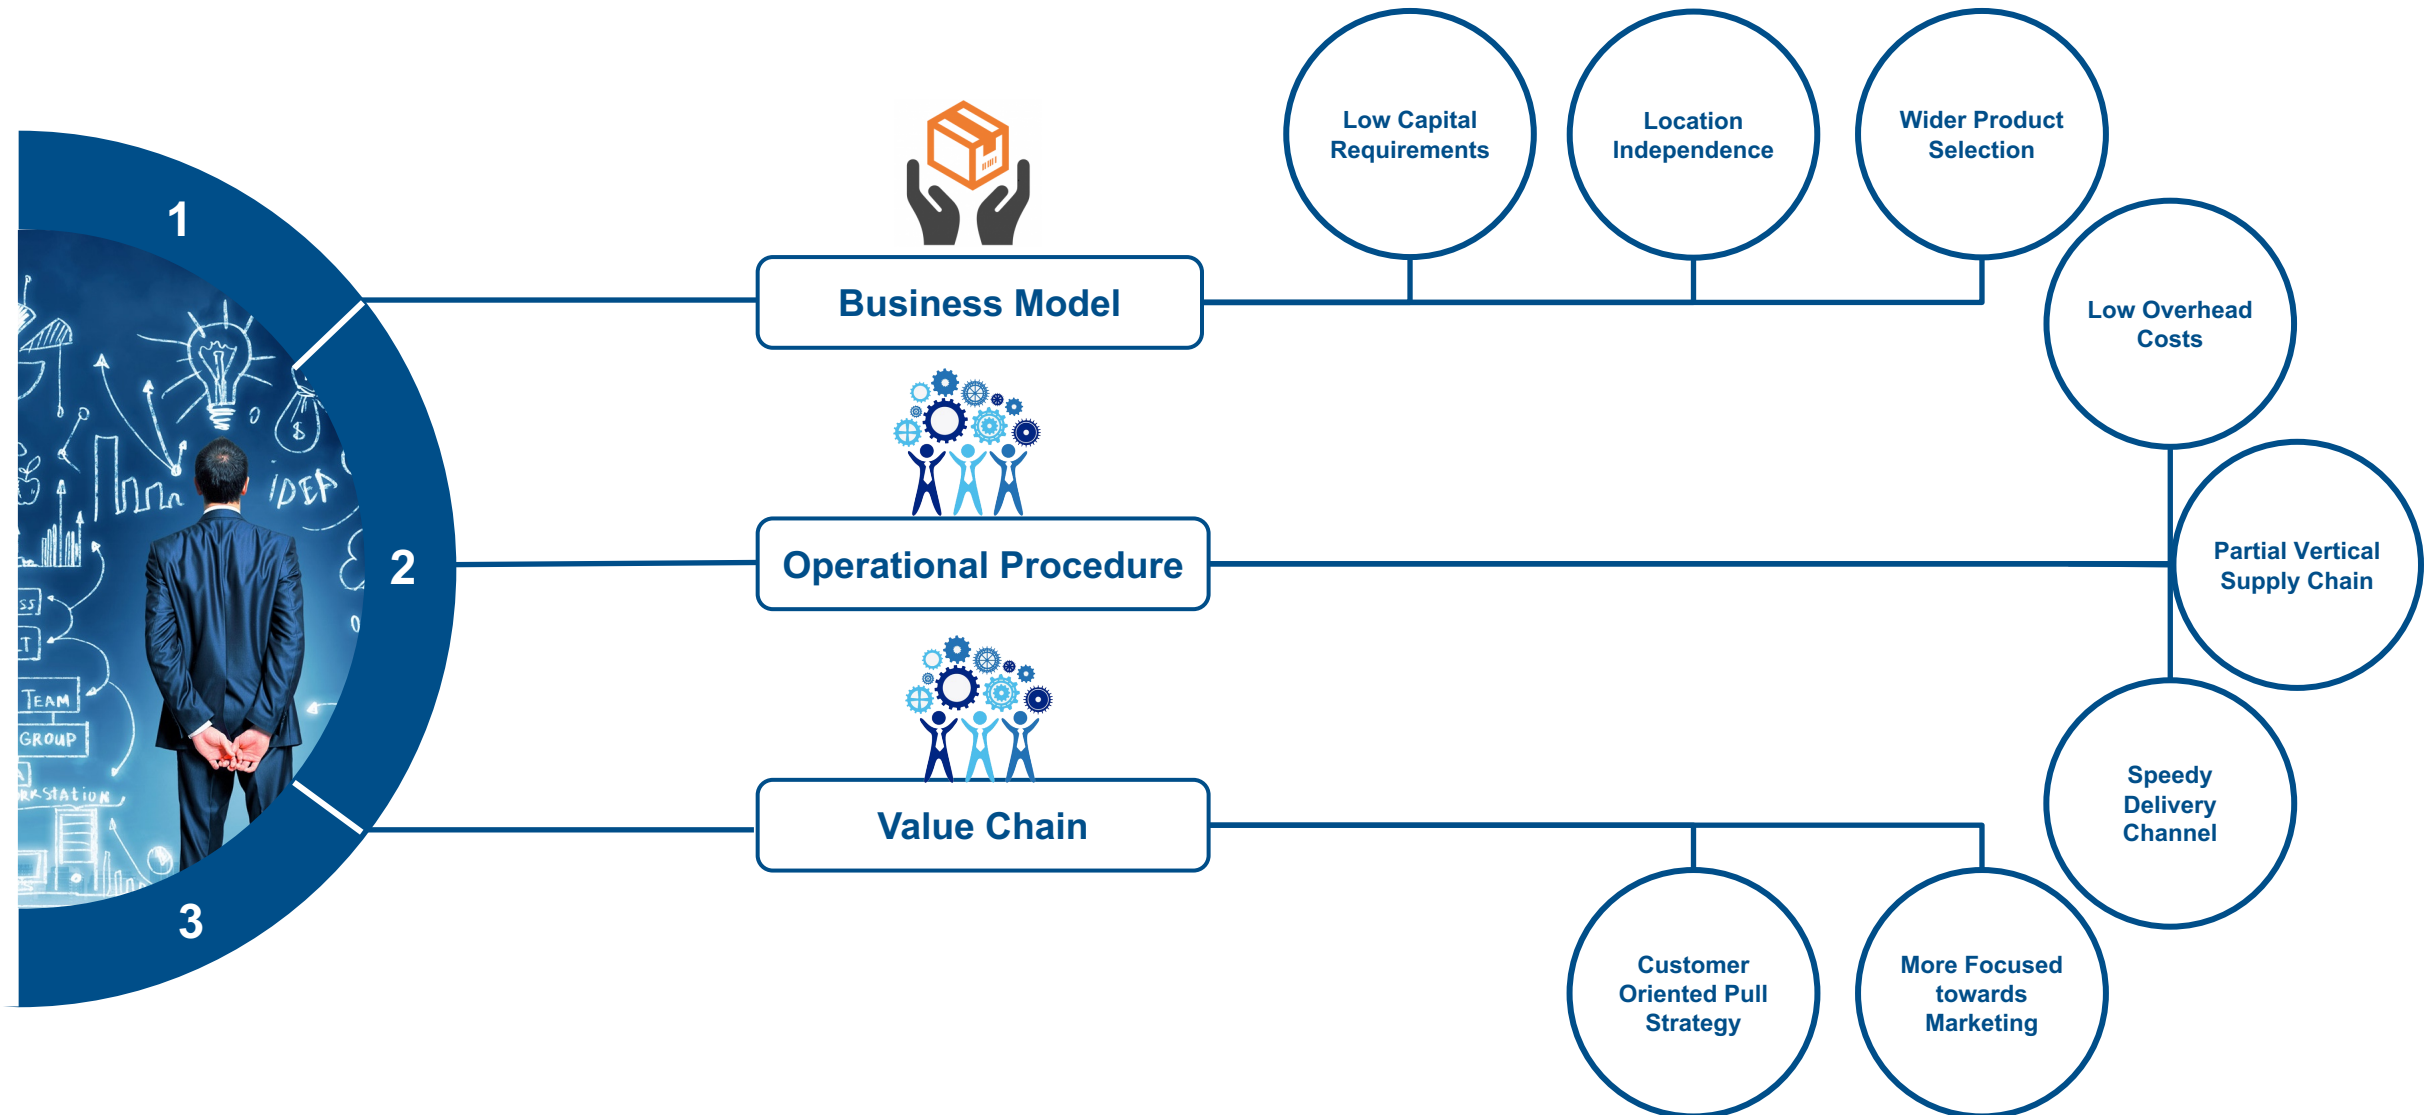 1
2
3
IDEA
$
TEAM
GROUP
Business Model
Operational Procedure
Value Chain
Low Capital
Requirements
Location
Independence
Wider Product
Selection
Low Overhead
Costs
Partial Vertical
Supply Chain
Speedy
Delivery
Channel
Customer
Oriented Pull
Strategy
More Focused
towards
Marketing